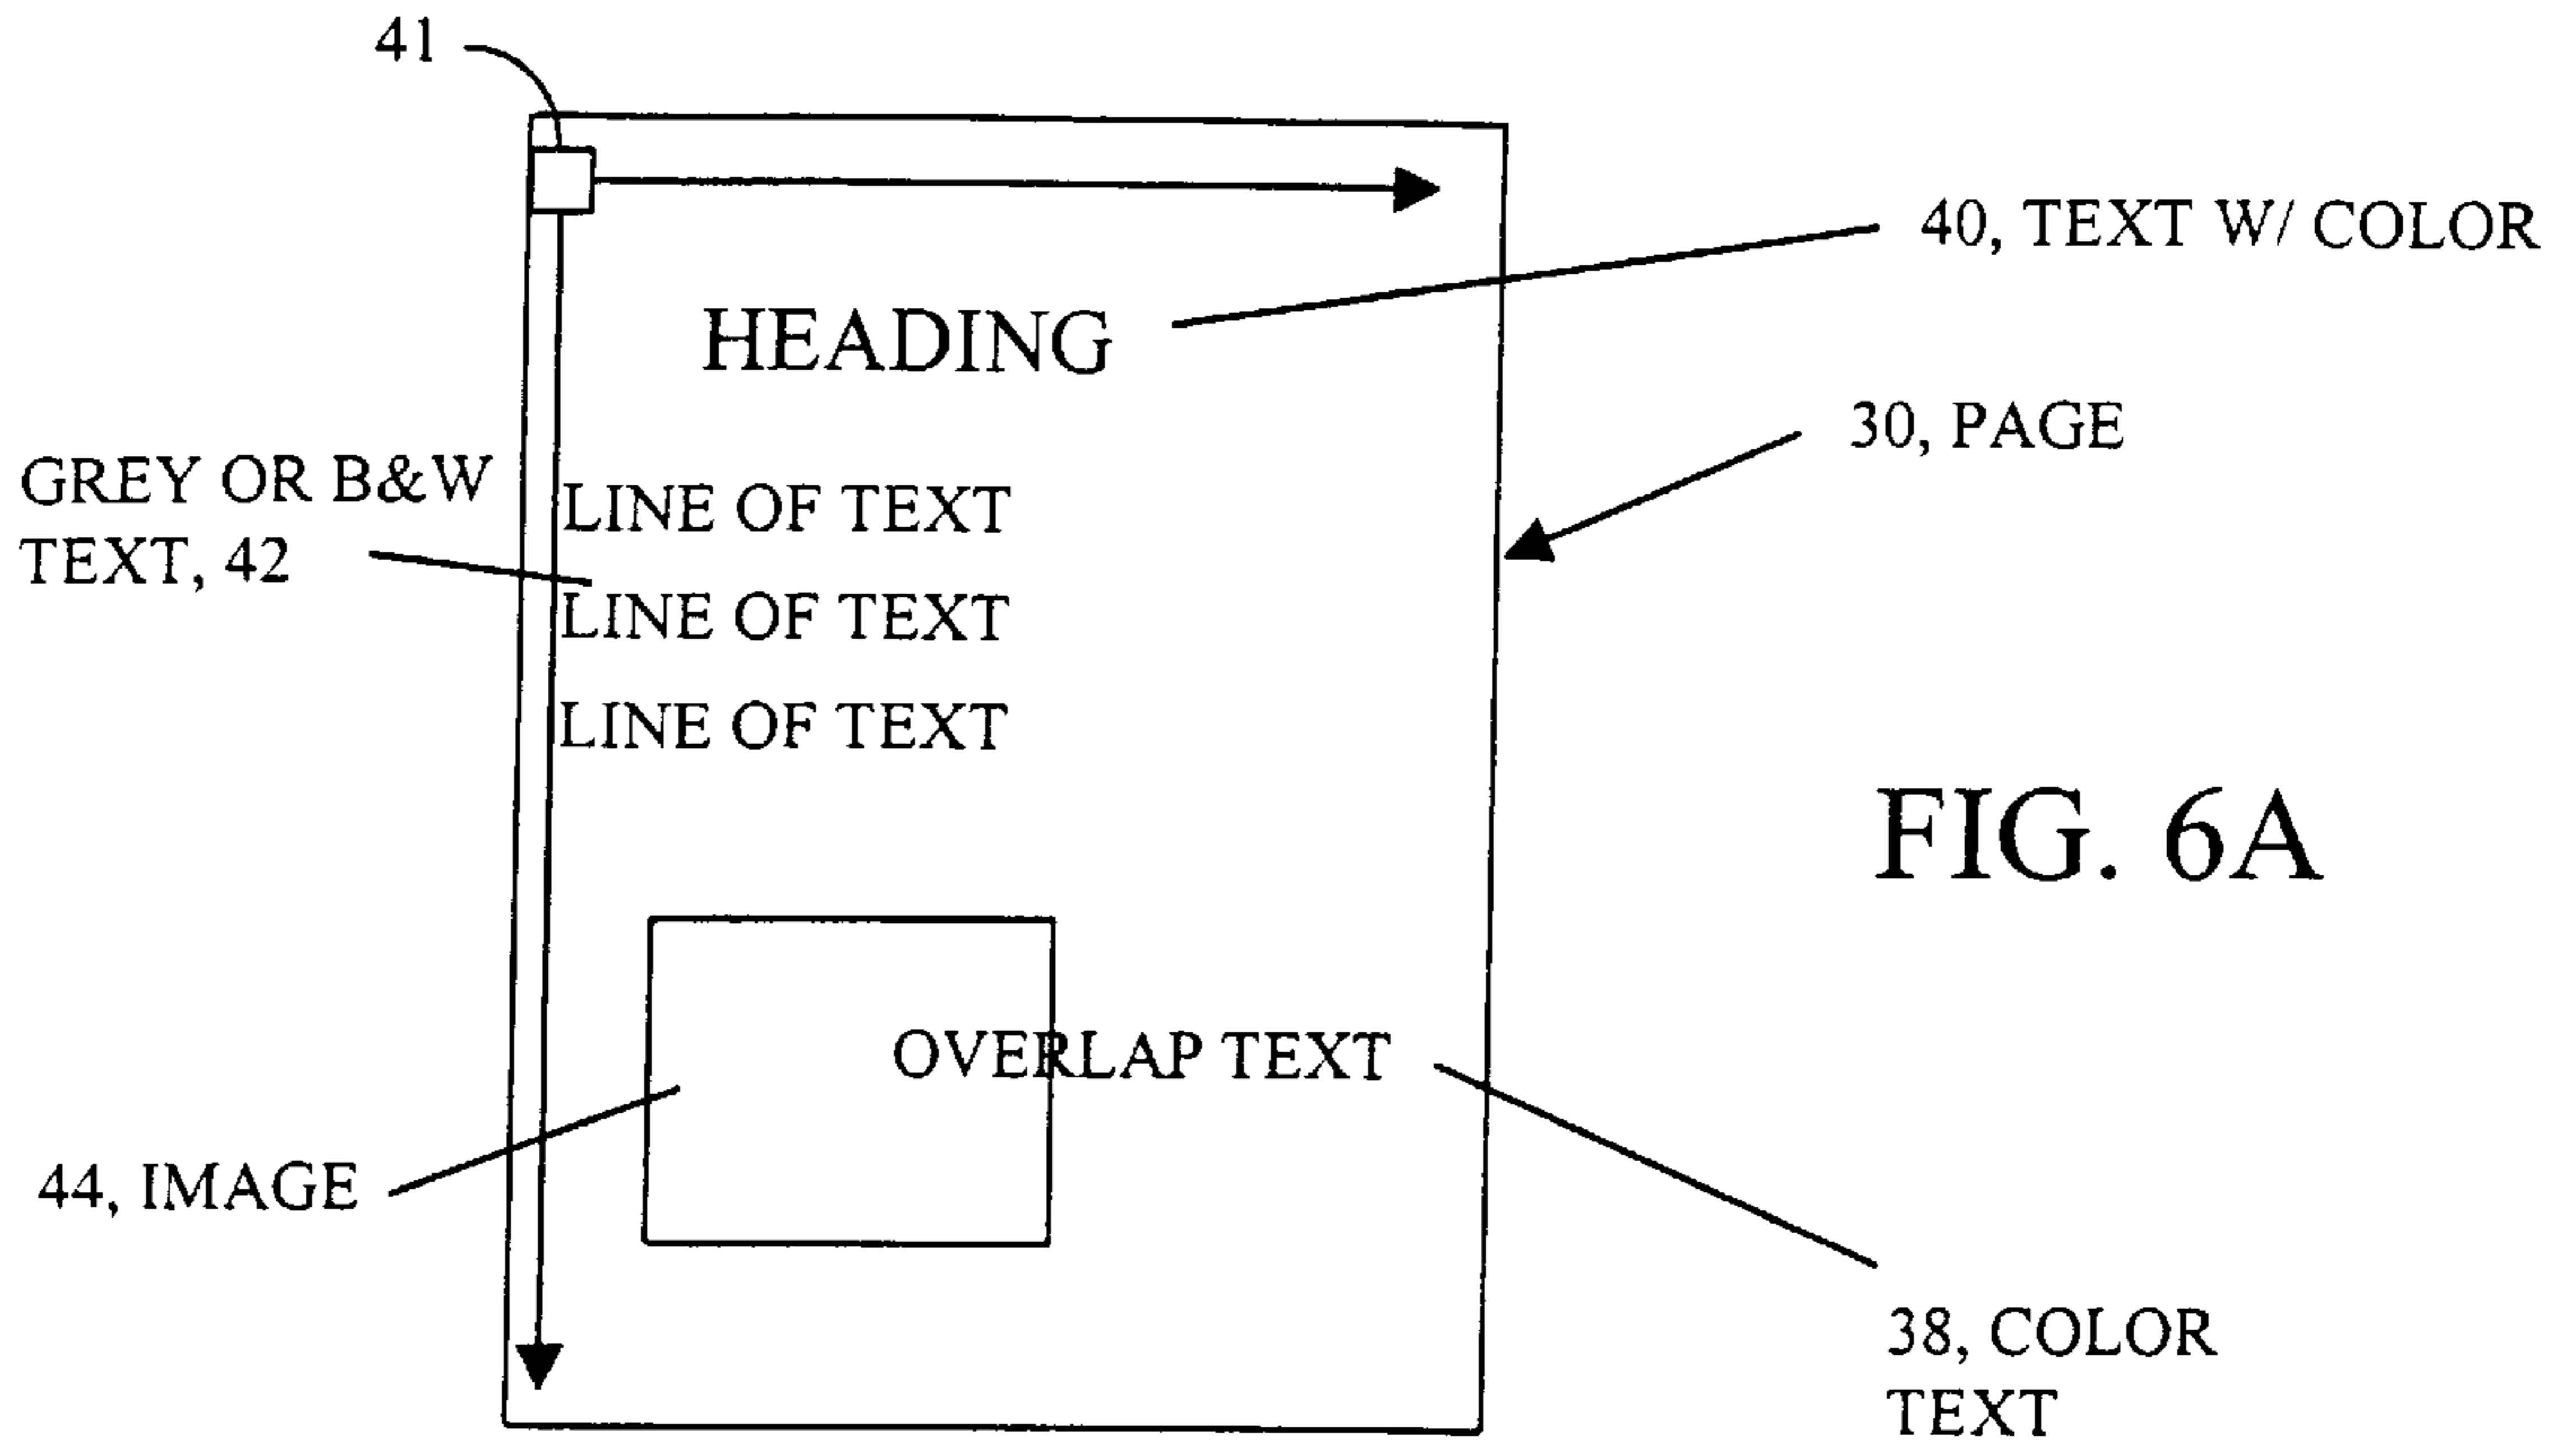 41
40, TEXT W/ COLOR
HEADING
30, PAGE
GREY OR B&W
TEXT, 42
LINE OF TEXT
LINE OF TEXT
LINE OF TEXT
FIG. 6A
OVERLAP TEXT
44, IMAGE
38, COLOR
TEXT